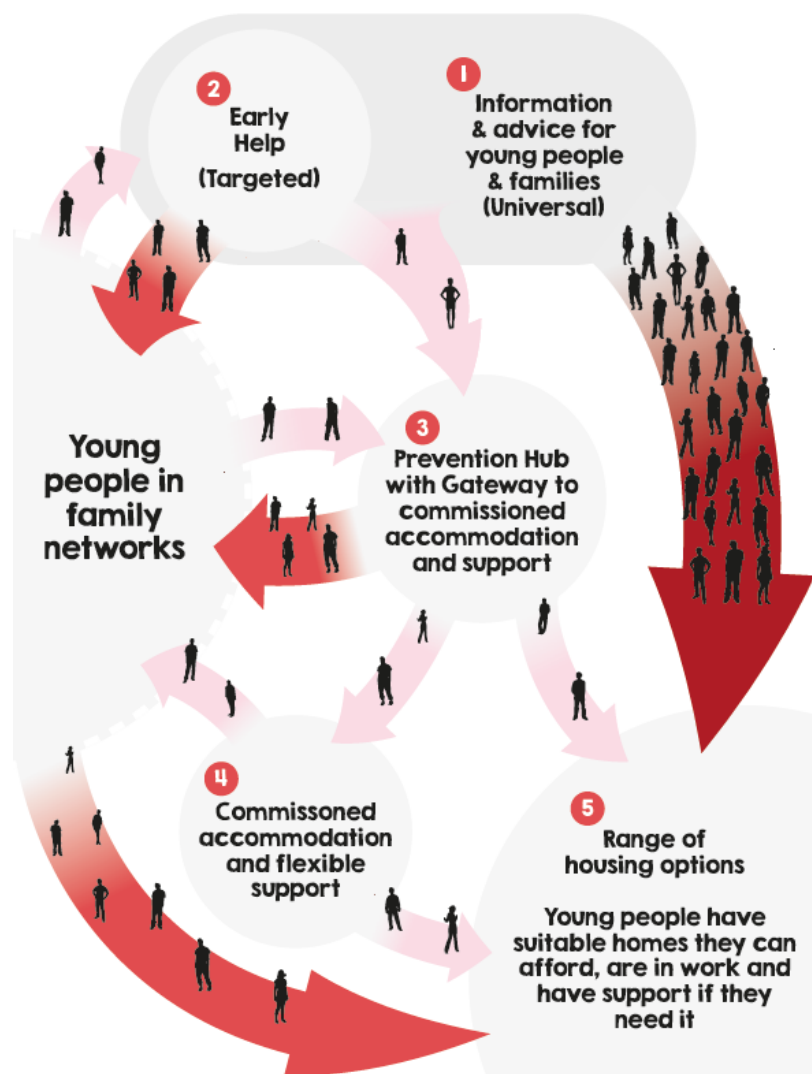 1
Information
& advice for
young people
& families
(Universal)
2
Early
Help
(Targeted)
Young
people in
family
networks
3
Prevention Hub
with Gateway to
commissioned
accommodation
and support
4
Commissoned
accommodation
and flexible
support
5
Range of
housing options
Young people have
suitable homes they can
afford, are in work and
have support if they
need it